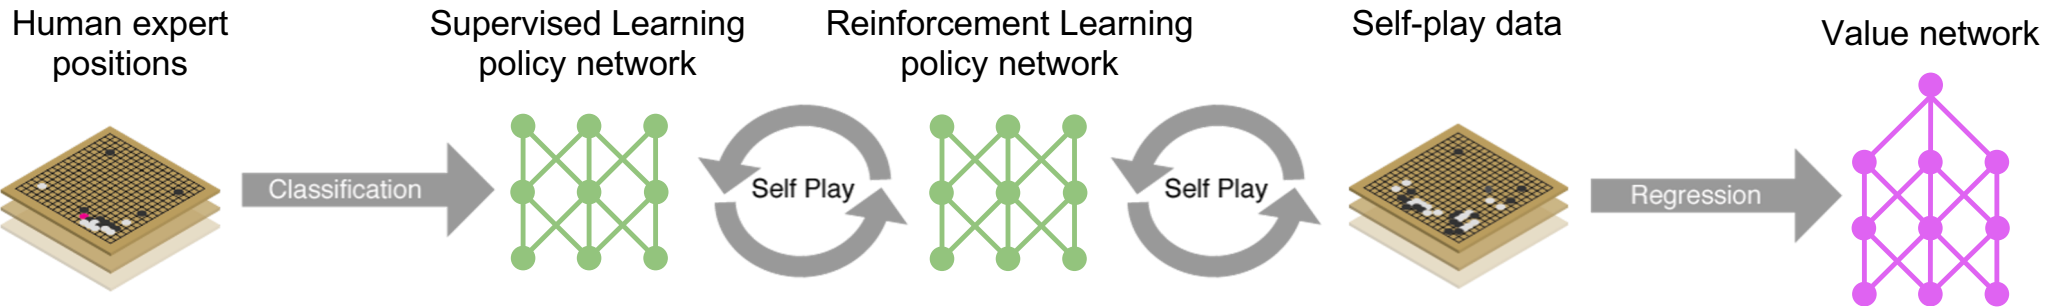 Human expert
positions
Supervised Learning
policy network
Reinforcement Learning
policy network
Self-play data
Value network
Classification
Self Play
Self Play
Regression